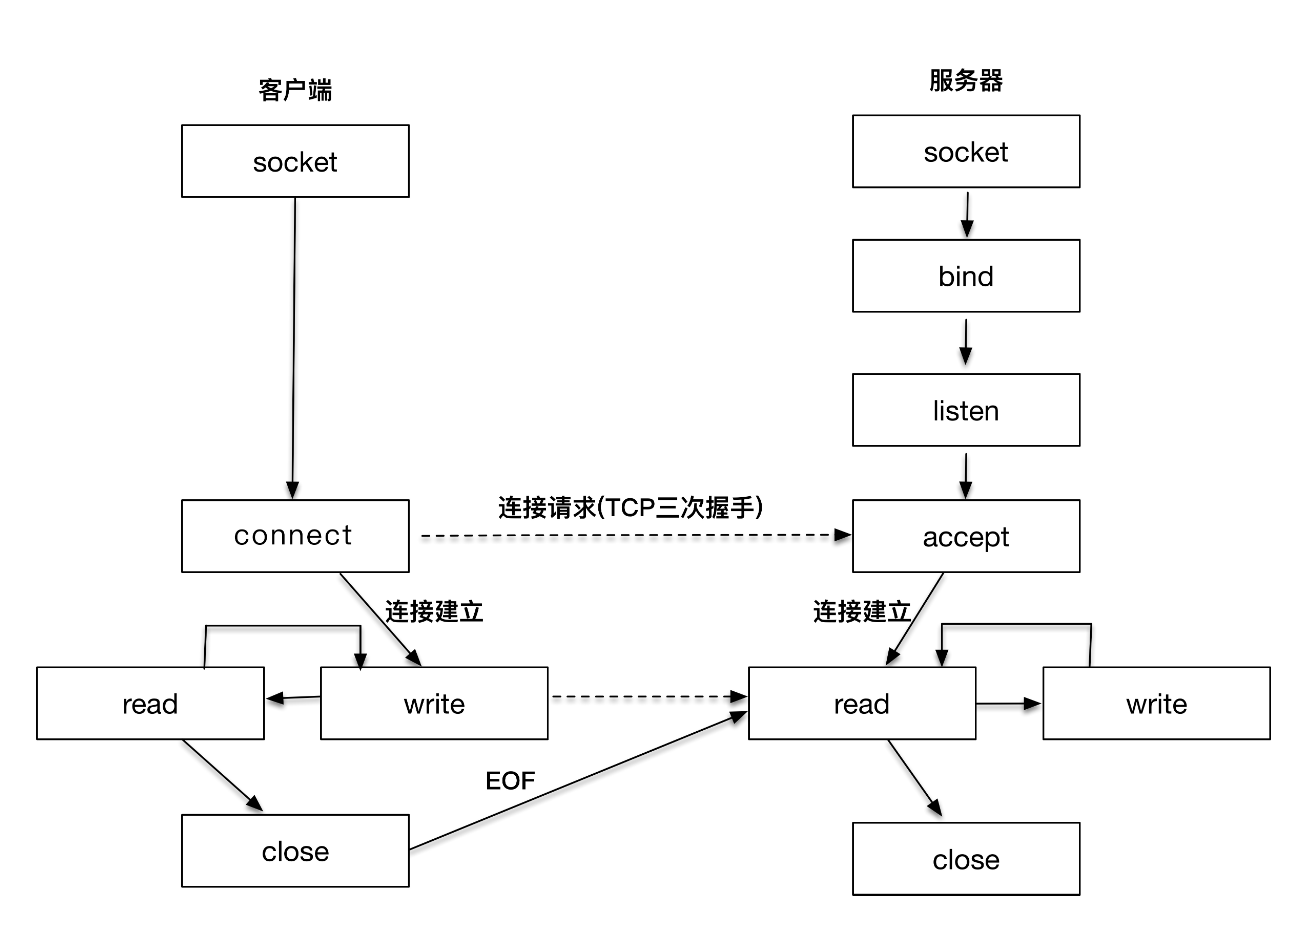 客户端
服务器
socket
socket
bind
listen
连接请求(TCP三次握手)
connect
accept
连接建立
连接建立
read
write
read
write
EOF
close
close